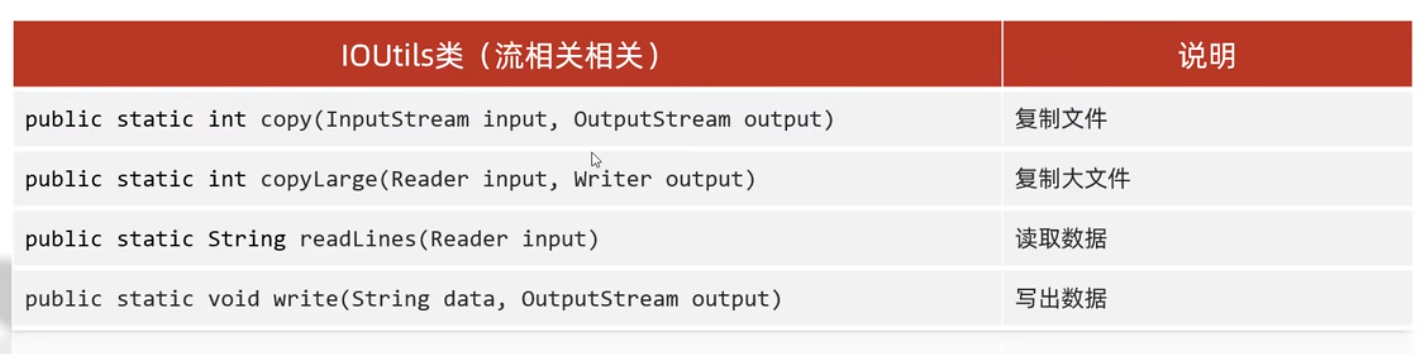 IOUtils类（流相关相关）
说明
public static int copy(InputStream input, OutputStream output)
复制文件
public static int copyLarge(Reader input, Writer output)
复制大文件
public static String readLines(Reader input)
读取数据
public static void write(String data, OutputStream output)
写出数据